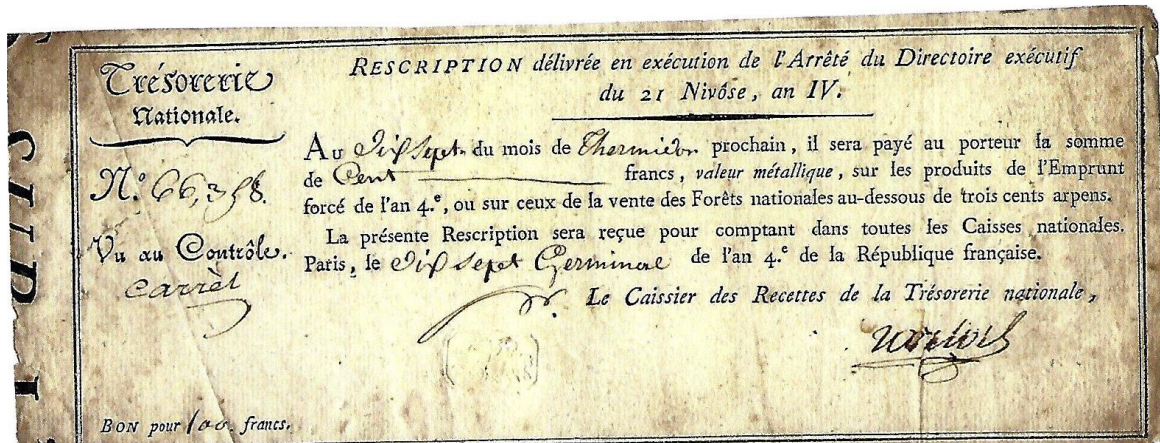 Trésorerie
Nationale.
N.º 66,358.
Vu au Contrôle.
Carrèt
RESCRIPTION délivrée en exécution de l'Arrêté du Directoire exécutif
du 21 Nivôse, an IV.
Au Dix Sept du mois de Thermidor prochain, il sera payé au porteur la somme
de Cent francs, valeur métallique, sur les produits de l'Emprunt
forcé de l'an 4.e, ou sur ceux de la vente des Forêts nationales au-dessous de trois cents arpens.
La présente Rescription sera reçue pour comptant dans toutes les Caisses nationales.
Paris, le Dix Sept Germinal de l'an 4.e de la République française.
Le Caissier des Recettes de la Trésorerie nationale,
BON pour 100. francs.